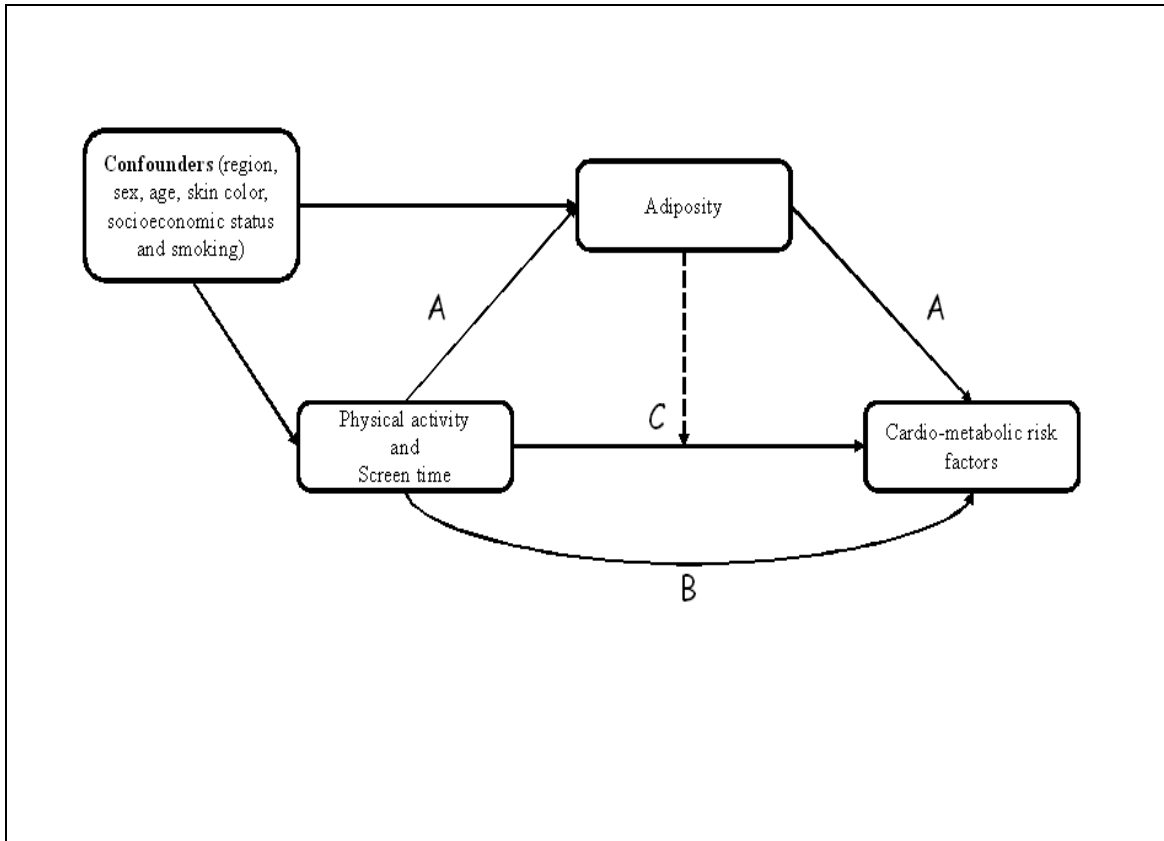 Confounders (region,
sex, age, skin color,
socioeconomic status
and smoking)
Adiposity
A
A
Physical activity
and
Screen time
C
Cardio-metabolic risk
factors
B